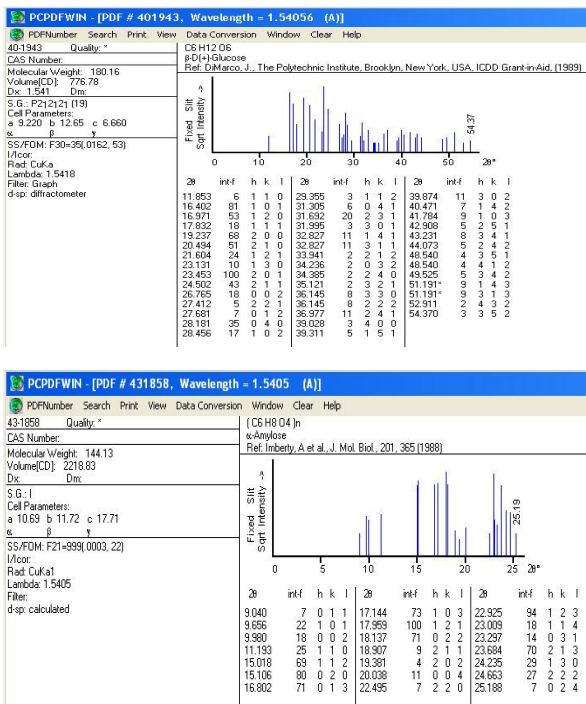 PCPDFWIN - [PDF # 401943, Wavelength = 1.54056 (A)]
PDFNumber Search Print View Data Conversion Window Clear Help
40-1943 Quality: *
CAS Number:
Molecular Weight: 180.16
Volume[CD]: 776.78
Dx: 1.541 Dm:
S.G.: P2₁2₁2₁ (19)
Cell Parameters:
a 9.220 b 12.65 c 6.660
α β γ
SS/FOM: F30=35(.0162, 53)
I/Icor:
Rad: CuKa
Lambda: 1.5418
Filter: Graph
d-sp: diffractometer
C6 H12 O6
β-D(+)-Glucose
Ref: DiMarco, J., The Polytechnic Institute, Brooklyn, New York, USA, ICDD Grant-in-Aid, (1989)
Fixed Slit
Sqrt Intensity ->
54.37
0 10 20 30 40 50 2θ°
2θ int-f h k l 2θ int-f h k l 2θ int-f h k l
11.853 6 1 1 0 29.355 3 1 1 2 39.874 11 3 0 2
16.402 81 1 0 1 31.305 6 0 4 1 40.471 7 1 4 2
16.971 53 1 2 0 31.692 20 2 3 1 41.784 9 1 0 3
17.832 18 1 1 1 31.995 3 3 0 1 42.908 5 2 5 1
19.237 68 2 0 0 32.827 11 1 4 1 43.231 8 3 4 1
20.494 51 2 1 0 32.827 11 3 1 1 44.073 5 2 4 2
21.604 24 1 2 1 33.941 2 2 1 2 48.540 4 3 5 1
23.131 10 1 3 0 34.236 2 0 3 2 48.540 4 4 1 2
23.453 100 2 0 1 34.385 2 2 4 0 49.525 5 3 4 2
24.502 43 2 1 1 35.121 2 3 2 1 51.191* 9 1 4 3
26.765 18 0 0 2 36.145 8 3 3 0 51.191* 9 3 1 3
27.412 5 2 2 1 36.145 8 2 2 2 52.911 2 4 3 2
27.681 7 0 1 2 36.977 11 2 4 1 54.370 3 3 5 2
28.181 35 0 4 0 39.028 3 4 0 0
28.456 17 1 0 2 39.311 5 1 5 1
PCPDFWIN - [PDF # 431858, Wavelength = 1.5405 (A)]
PDFNumber Search Print View Data Conversion Window Clear Help
43-1858 Quality: *
CAS Number:
Molecular Weight: 144.13
Volume[CD]: 2218.83
Dx: Dm:
S.G.: I
Cell Parameters:
a 10.69 b 11.72 c 17.71
α β γ
SS/FOM: F21=999(.0003, 22)
I/Icor:
Rad: CuKa1
Lambda: 1.5405
Filter:
d-sp: calculated
( C6 H8 O4 )n
α-Amylose
Ref: Imberty, A et al., J. Mol. Biol., 201, 365 (1988)
Fixed Slit
Sqrt Intensity ->
25.19
0 5 10 15 20 25 2θ°
2θ int-f h k l 2θ int-f h k l 2θ int-f h k l
9.040 7 0 1 1 17.144 73 1 0 3 22.925 94 1 2 3
9.656 22 1 0 1 17.959 100 1 2 1 23.009 18 1 1 4
9.980 18 0 0 2 18.137 71 0 2 2 23.297 14 0 3 1
11.193 25 1 1 0 18.907 9 2 1 1 23.684 70 2 1 3
15.018 69 1 1 2 19.381 4 2 0 2 24.235 29 1 3 0
15.106 80 0 2 0 20.038 11 0 0 4 24.663 27 2 2 2
16.802 71 0 1 3 22.495 7 2 2 0 25.188 7 0 2 4